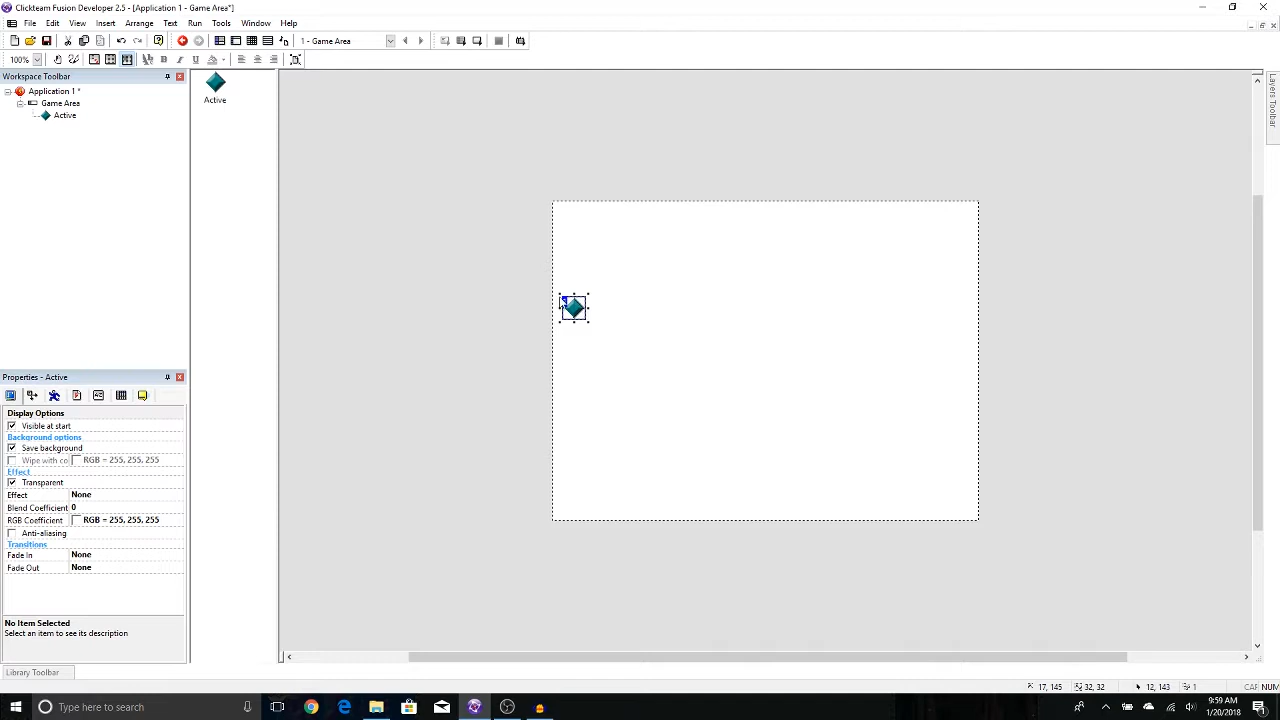 Clickteam Fusion Developer 2.5 - [Application 1 - Game Area*]
File Edit View Insert Arrange Text Run Tools Window Help
1 - Game Area
100%
Workspace Toolbar
Application 1 *
Game Area
Active
Active
Layers Toolbar
Properties - Active
Display Options
Visible at start
Background options
Save background
Wipe with co RGB = 255, 255, 255
Effect
Transparent
Effect None
Blend Coefficient 0
RGB Coefficient RGB = 255, 255, 255
Anti-aliasing
Transitions
Fade In None
Fade Out None
No Item Selected
Select an item to see its description
Library Toolbar
17, 145 32, 32 12, 143 1 CAP NUM
Type here to search
9:59 AM
1/20/2018